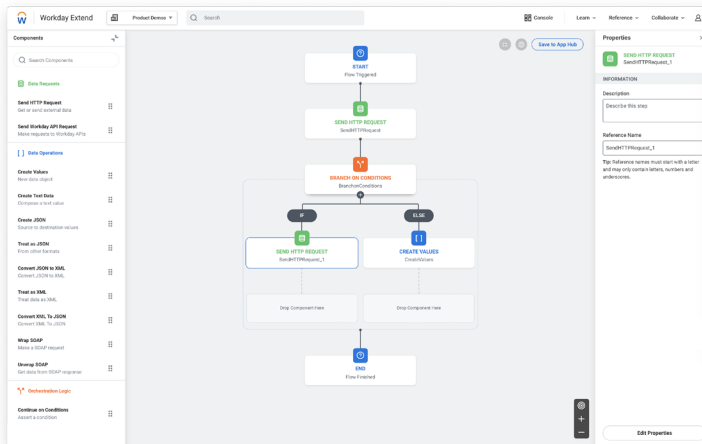 Workday Extend
Product Demos
Search
Console
Learn
Reference
Collaborate
Components
Search Components
Data Requests
Send HTTP Request
Get or send external data
Send Workday API Request
Make requests to Workday APIs
Data Operations
Create Values
New data object
Create Text Data
Compose a text value
Create JSON
Source to destination values
Treat as JSON
From other formats
Convert JSON to XML
Convert JSON to XML
Treat as XML
Treat data as XML
Convert XML To JSON
Convert XML To JSON
Wrap SOAP
Make a SOAP request
Unwrap SOAP
Get data from SOAP response
Orchestration Logic
Continue on Conditions
Assert a condition
Save to App Hub
START
Flow Triggered
SEND HTTP REQUEST
SendHTTPRequest
BRANCH ON CONDITIONS
BranchonConditions
IF
ELSE
SEND HTTP REQUEST
SendHTTPRequest_1
CREATE VALUES
CreateValues
Drop Component Here
Drop Component Here
END
Flow Finished
Properties
SEND HTTP REQUEST
SendHTTPRequest_1
INFORMATION
Description
Describe this step
Reference Name
SendHTTPRequest_1
Tip: Reference names must start with a letter
and may only contain letters, numbers and
underscores.
Edit Properties